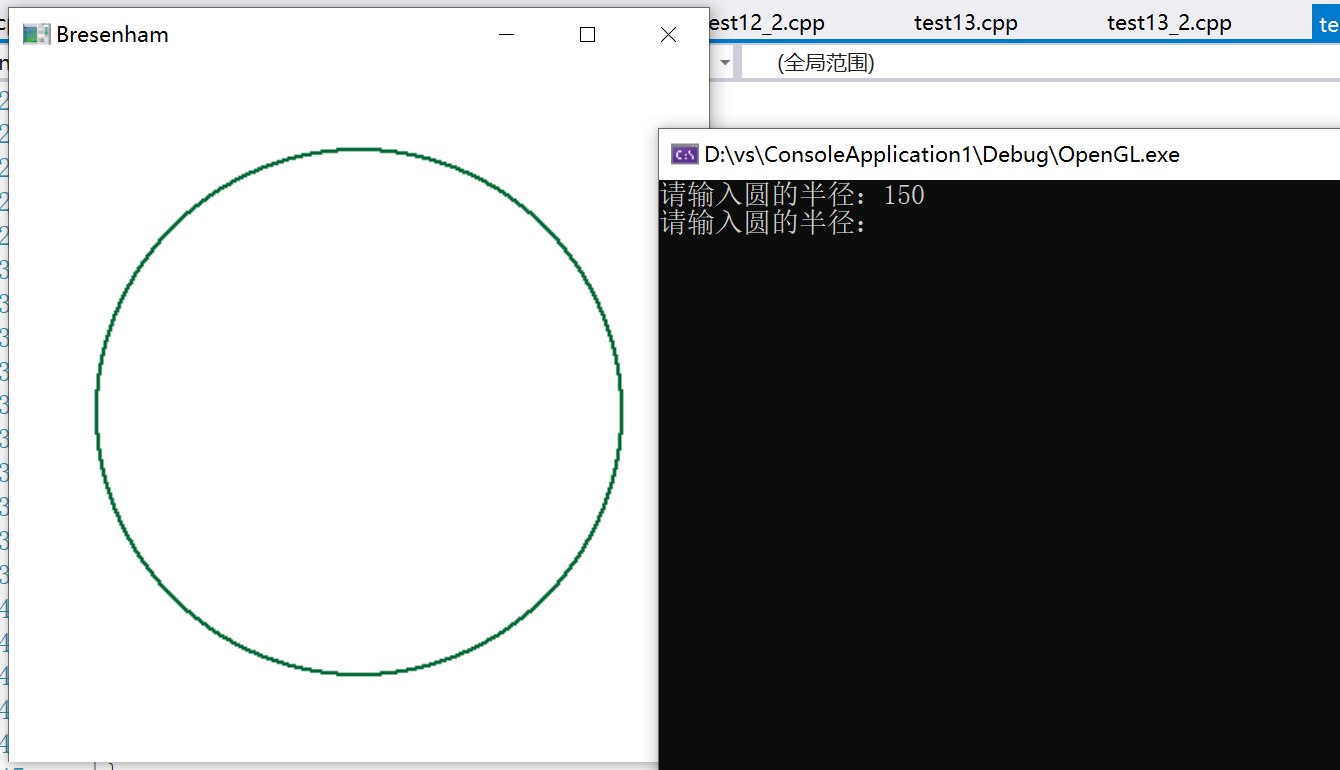 Bresenham
est12_2.cpp
test13.cpp
test13_2.cpp
te
(全局范围)
D:\vs\ConsoleApplication1\Debug\OpenGL.exe
请输入圆的半径：150
请输入圆的半径：